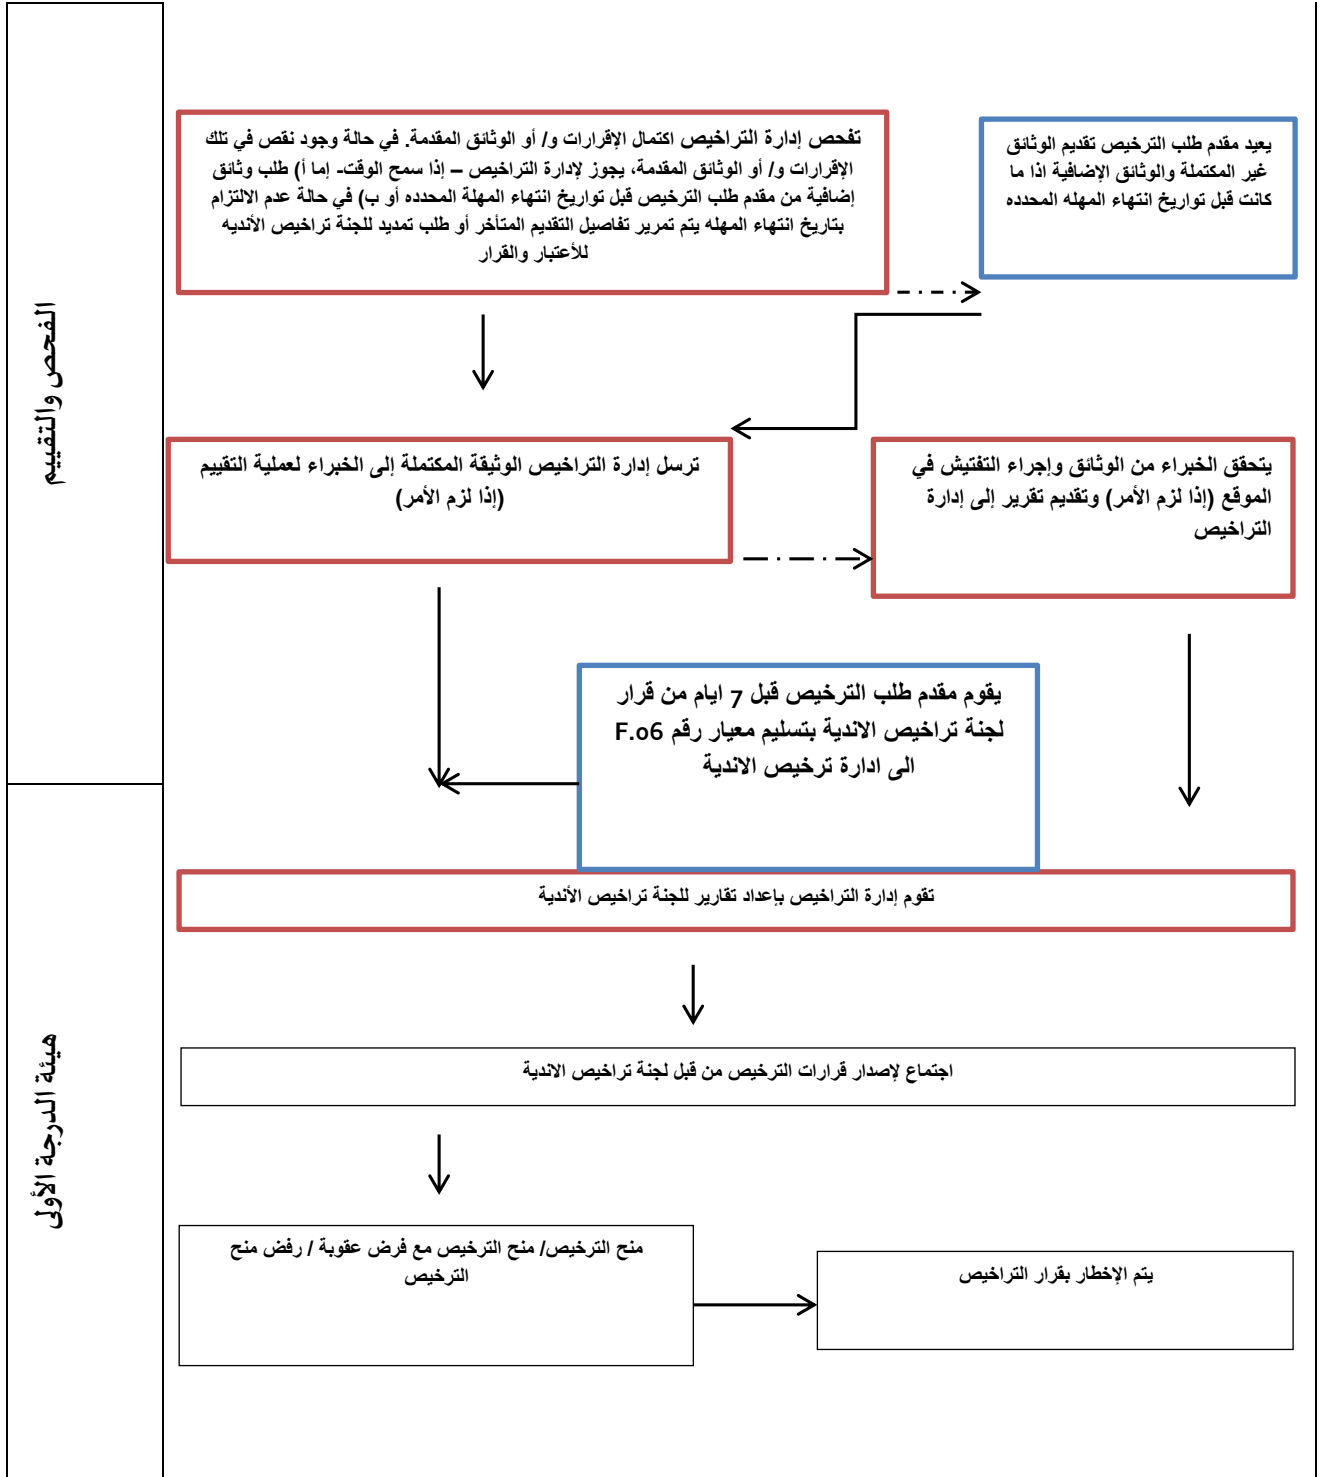 الفحص والتقييم
تفحص إدارة التراخيص اكتمال الإقرارات و/ أو الوثائق المقدمة. في حالة وجود نقص في تلك
الإقرارات و/ أو الوثائق المقدمة، يجوز لإدارة التراخيص – إذا سمح الوقت- إما أ) طلب وثائق
إضافية من مقدم طلب الترخيص قبل تواريخ انتهاء المهلة المحدده أو ب) في حالة عدم الالتزام
بتاريخ انتهاء المهله يتم تمرير تفاصيل التقديم المتأخر أو طلب تمديد للجنة تراخيص الأنديه
للأعتبار والقرار
يعيد مقدم طلب الترخيص تقديم الوثائق
غير المكتملة والوثائق الإضافية اذا ما
كانت قبل تواريخ انتهاء المهله المحدده
ترسل إدارة التراخيص الوثيقة المكتملة إلى الخبراء لعملية التقييم
(إذا لزم الأمر)
يتحقق الخبراء من الوثائق وإجراء التفتيش في
الموقع (إذا لزم الأمر) وتقديم تقرير إلى إدارة
التراخيص
يقوم مقدم طلب الترخيص قبل 7 ايام من قرار
لجنة تراخيص الاندية بتسليم معيار رقم F.06
الى ادارة ترخيص الاندية
هيئة الدرجة الأولى
تقوم إدارة التراخيص بإعداد تقارير للجنة تراخيص الأندية
اجتماع لإصدار قرارات الترخيص من قبل لجنة تراخيص الاندية
منح الترخيص/ منح الترخيص مع فرض عقوبة / رفض منح
الترخيص
يتم الإخطار بقرار التراخيص